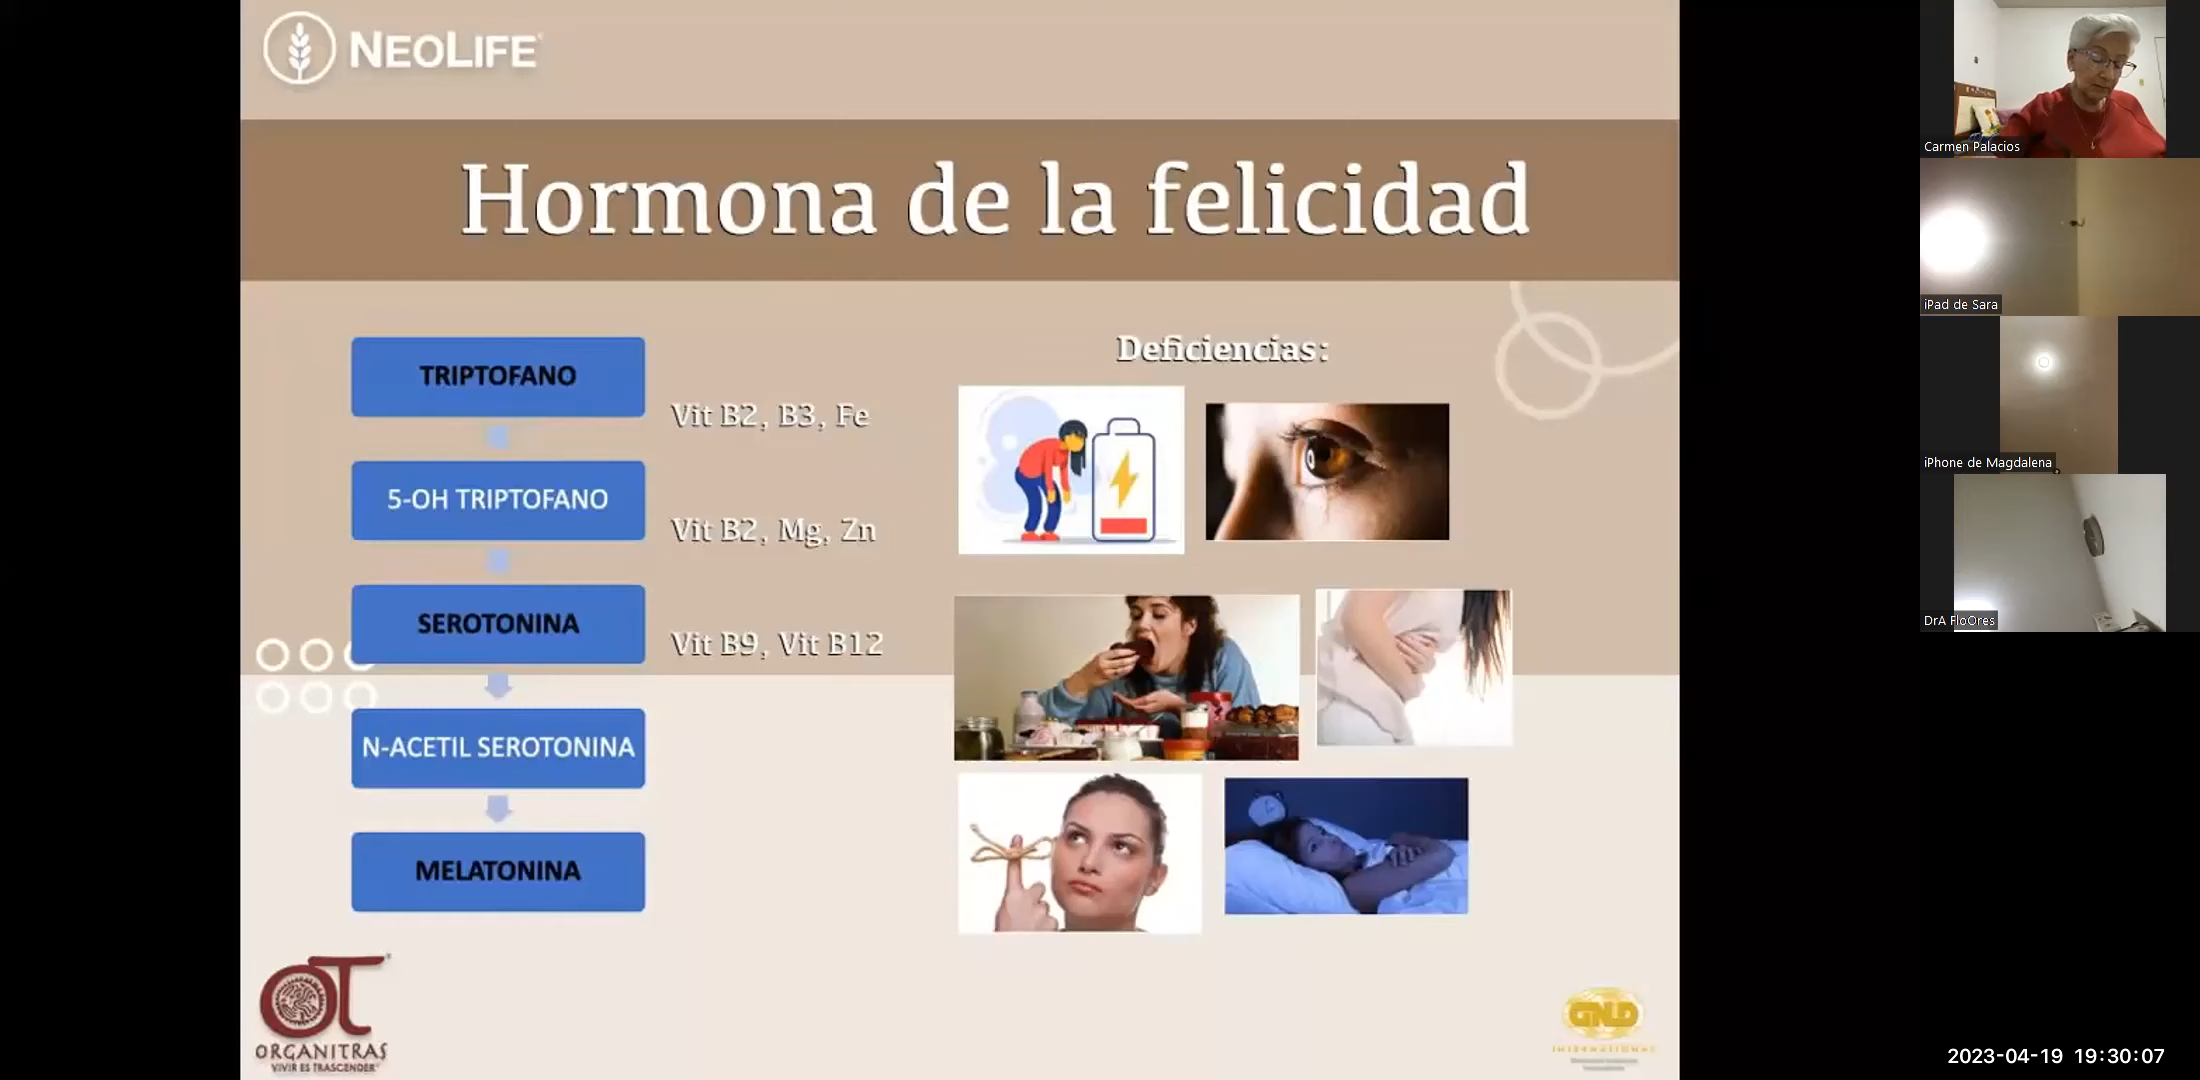 NEOLIFE
Hormona de la felicidad
TRIPTOFANO
Vit B2, B3, Fe
5-OH TRIPTOFANO
Vit B2, Mg, Zn
SEROTONINA
Vit B9, Vit B12
N-ACETIL SEROTONINA
MELATONINA
Deficiencias:
OT
ORGANITRAS
VIVIR ES TRASCENDER
GNLD
INTERNATIONAL
Carmen Palacios
iPad de Sara
iPhone de Magdalena
DrA FloOres
2023-04-19 19:30:07